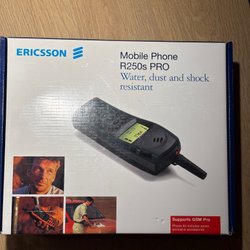 ERICSSON
Mobile Phone
R250s PRO
Water, dust and shock
resistant
Supports GSM Pro